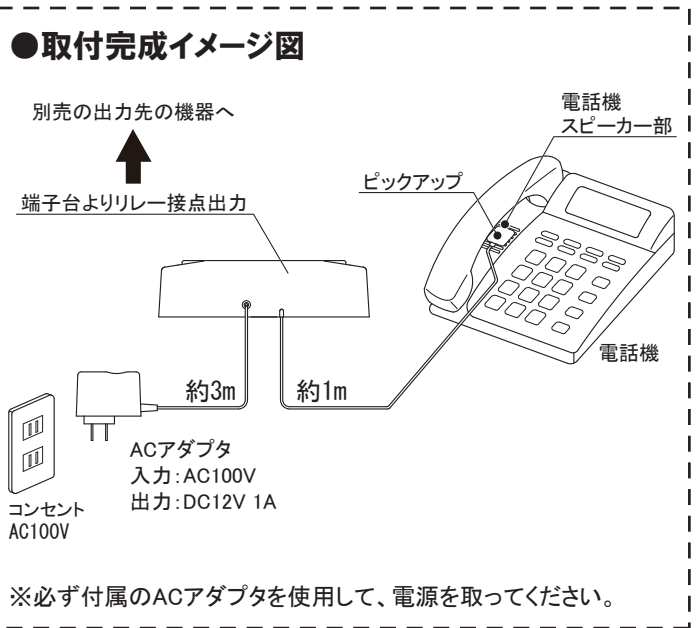 ●取付完成イメージ図
別売の出力先の機器へ
端子台よりリレー接点出力
電話機
スピーカー部
ピックアップ
電話機
約3m
約1m
ACアダプタ
入力:AC100V
出力:DC12V 1A
コンセント
AC100V
※必ず付属のACアダプタを使用して、電源を取ってください。